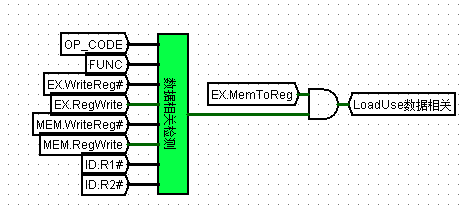 OP_CODE
FUNC
EX.WriteReg#
EX.RegWrite
MEM.WriteReg#
MEM.RegWrite
ID.R1#
ID.R2#
数据相关检测
EX.MemToReg
LoadUse数据相关